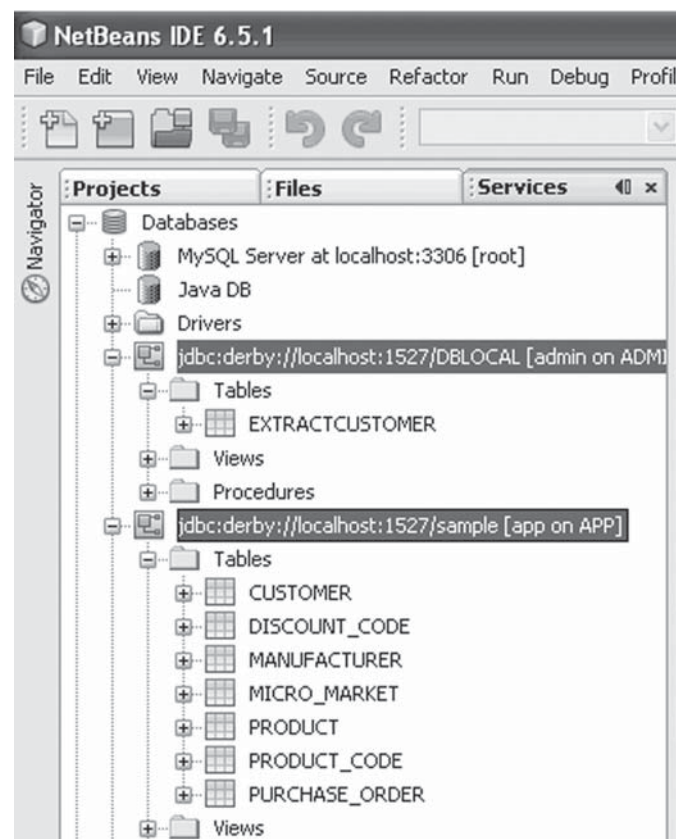 NetBeans IDE 6.5.1
File Edit View Navigate Source Refactor Run Debug Profil
Navigator
Projects Files Services
Databases
MySQL Server at localhost:3306 [root]
Java DB
Drivers
jdbc:derby://localhost:1527/DBLOCAL [admin on ADMI
Tables
EXTRACTCUSTOMER
Views
Procedures
jdbc:derby://localhost:1527/sample [app on APP]
Tables
CUSTOMER
DISCOUNT_CODE
MANUFACTURER
MICRO_MARKET
PRODUCT
PRODUCT_CODE
PURCHASE_ORDER
Views